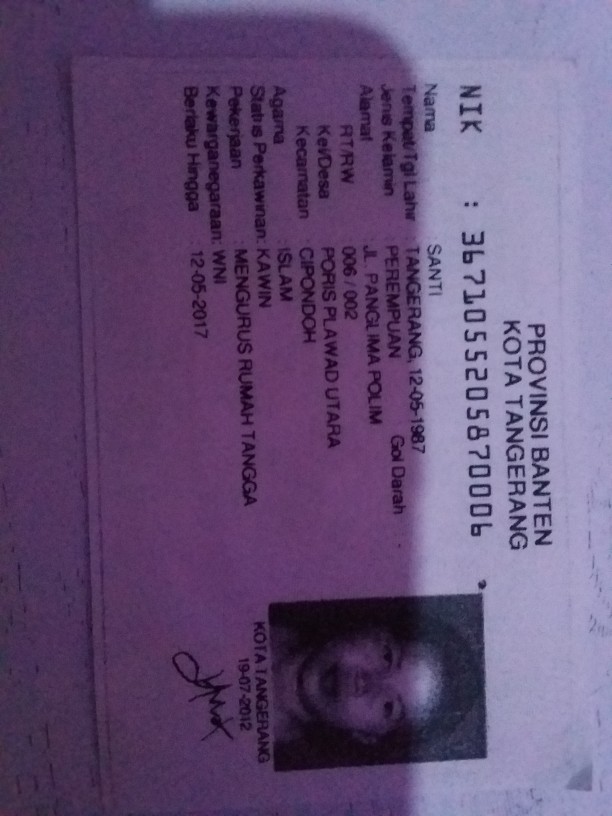 PROVINSI BANTEN
KOTA TANGERANG
NIK : 3671055205870006
Nama : SANTI
Tempat/Tgl Lahir : TANGERANG, 12-05-1987
Jenis Kelamin : PEREMPUAN Gol Darah : -
Alamat : JL. PANGLIMA POLIM
RT/RW : 006 / 002
Kel/Desa : PORIS PLAWAD UTARA
Kecamatan : CIPONDOH
Agama : ISLAM
Status Perkawinan: KAWIN
Pekerjaan : MENGURUS RUMAH TANGGA
Kewarganegaraan: WNI
Berlaku Hingga : 12-05-2017
KOTA TANGERANG
19-07-2012